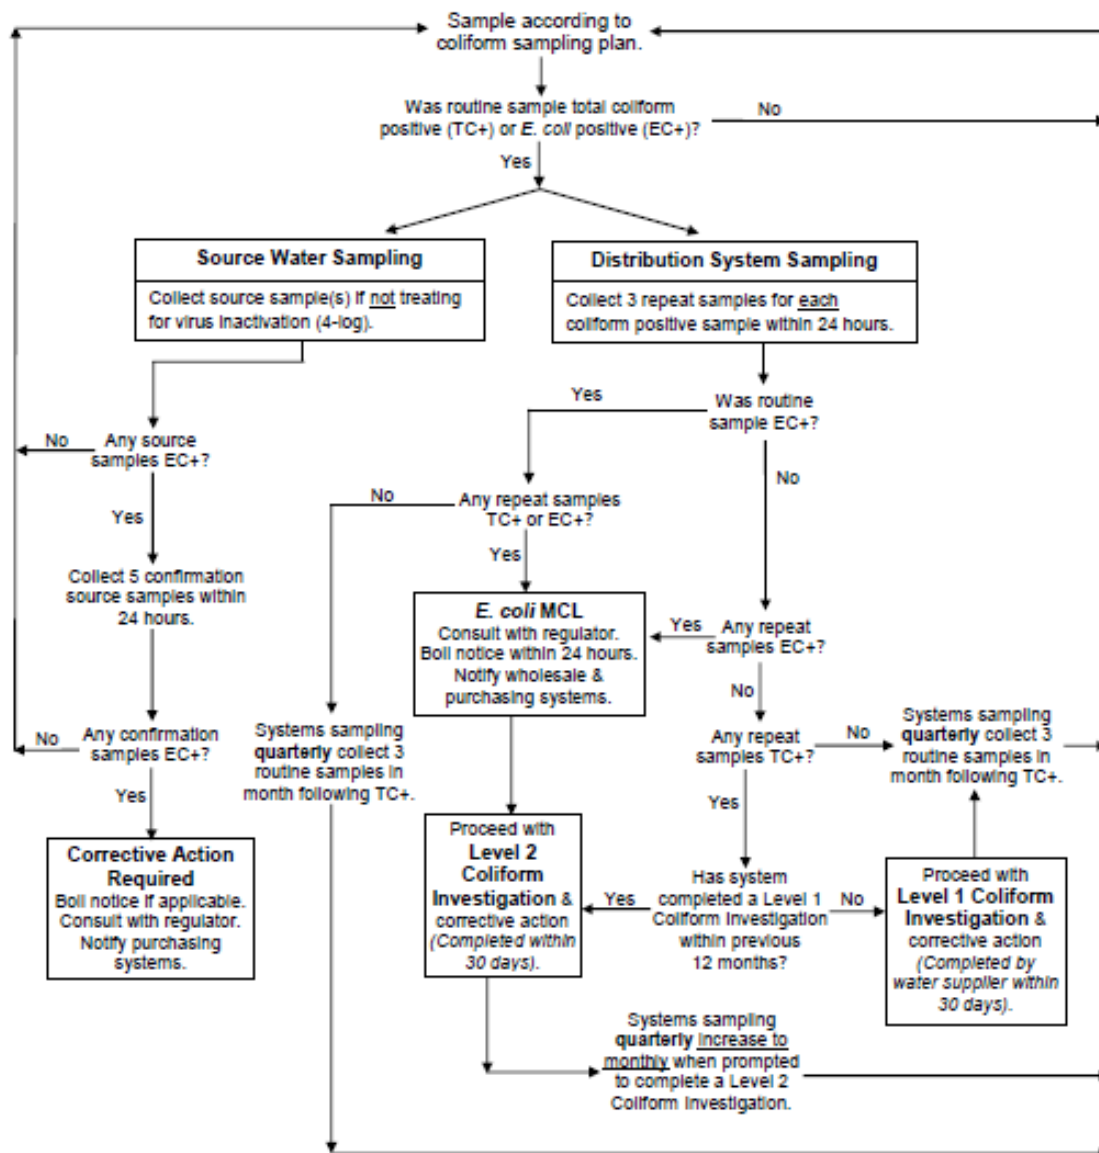 Sample according to
coliform sampling plan.
Was routine sample total coliform
positive (TC+) or E. coli positive (EC+)?
No
Yes
Source Water Sampling
Collect source sample(s) if not treating
for virus inactivation (4-log).
Distribution System Sampling
Collect 3 repeat samples for each
coliform positive sample within 24 hours.
Yes
Was routine
sample EC+?
No
Any source
samples EC+?
No
No
Any repeat samples
TC+ or EC+?
Yes
Yes
Collect 5 confirmation
source samples within
24 hours.
E. coli MCL
Consult with regulator.
Boil notice within 24 hours.
Notify wholesale &
purchasing systems.
Yes
Any repeat
samples EC+?
No
No
Any confirmation
samples EC+?
Systems sampling
quarterly collect 3
routine samples in
month following TC+.
Any repeat
samples TC+?
No
Systems sampling
quarterly collect 3
routine samples in
month following TC+.
Yes
Yes
Corrective Action
Required
Boil notice if applicable.
Consult with regulator.
Notify purchasing
systems.
Proceed with
Level 2
Coliform
Investigation &
corrective action
(Completed within
30 days).
Yes
Has system
completed a Level 1
Coliform Investigation
within previous
12 months?
No
Proceed with
Level 1 Coliform
Investigation &
corrective action
(Completed by
water supplier within
30 days).
Systems sampling
quarterly increase to
monthly when prompted
to complete a Level 2
Coliform Investigation.